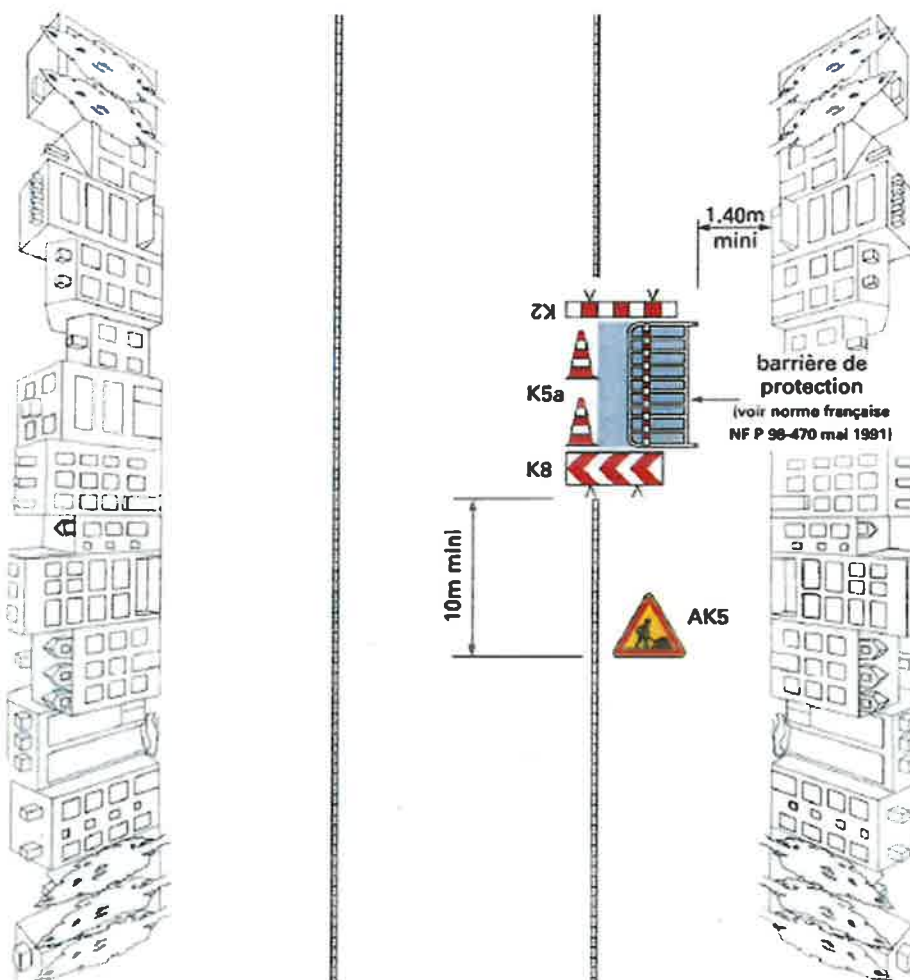 1.40m
mini
K2
K5a
barrière de
protection
(voir norme française
NF P 98-470 mai 1991)
K8
10m mini
AK5